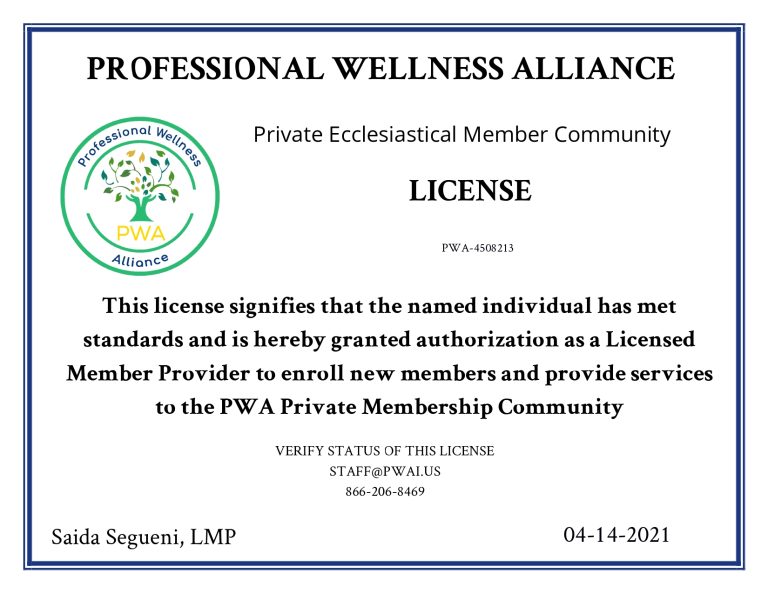 PROFESSIONAL WELLNESS ALLIANCE
Professional Wellness
PWA
Alliance
Private Ecclesiastical Member Community
LICENSE
PWA-4508213
This license signifies that the named individual has met
standards and is hereby granted authorization as a Licensed
Member Provider to enroll new members and provide services
to the PWA Private Membership Community
VERIFY STATUS OF THIS LICENSE
STAFF@PWAI.US
866-206-8469
Saida Segueni, LMP
04-14-2021